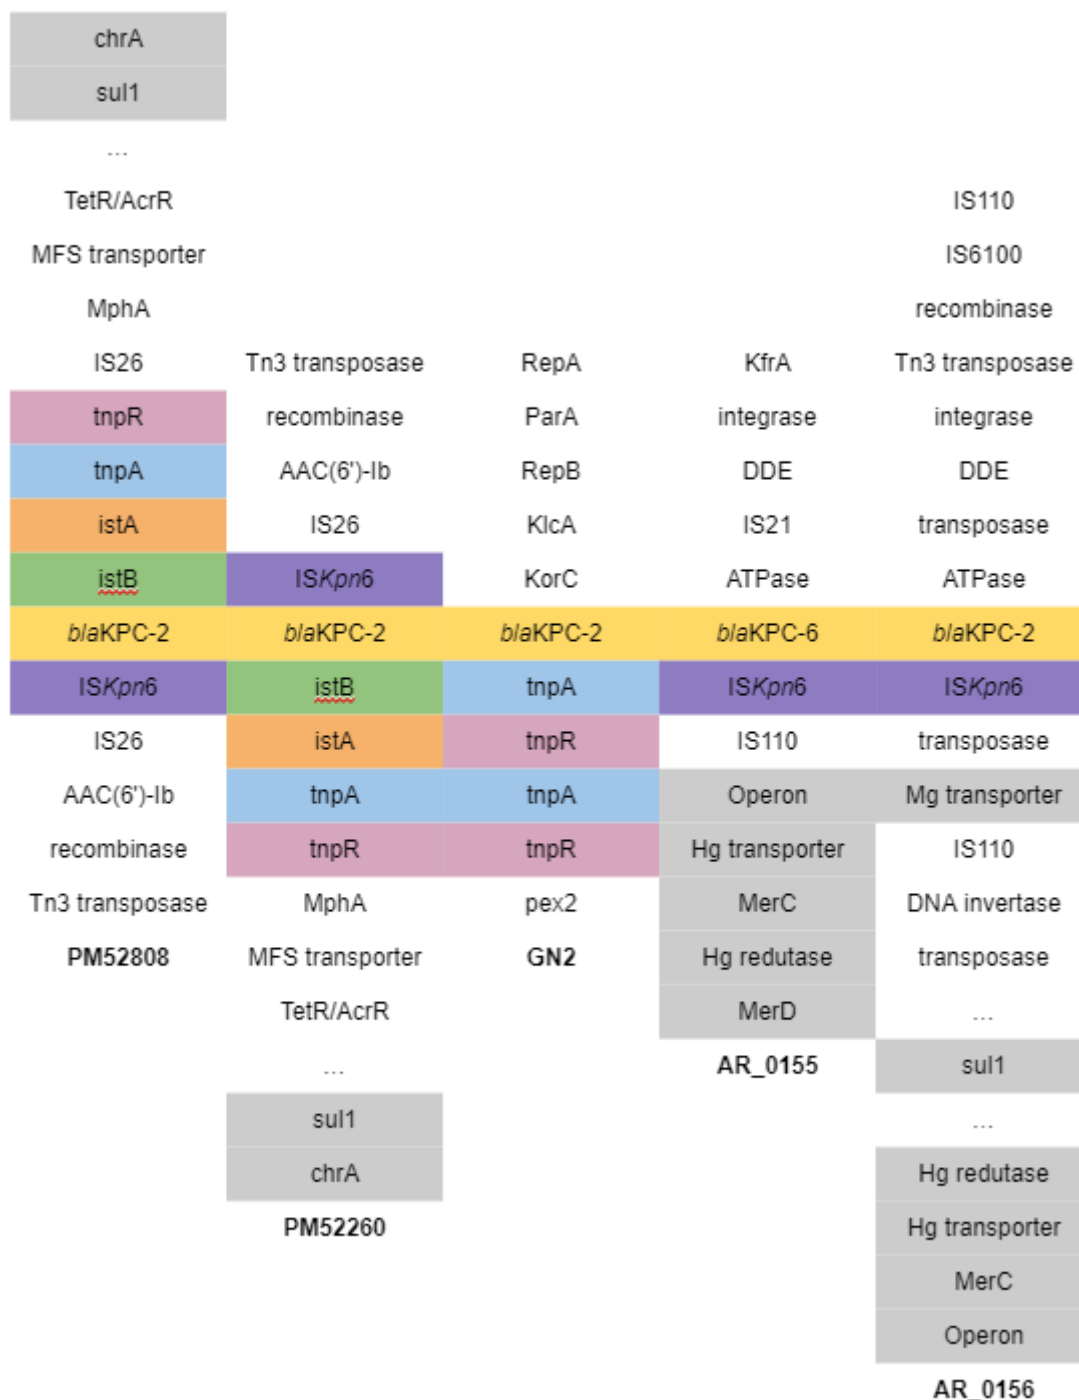 chrA
sul1
...
TetR/AcrR IS110
MFS transporter IS6100
MphA recombinase
IS26 Tn3 transposase RepA KfrA Tn3 transposase
tnpR recombinase ParA integrase integrase
tnpA AAC(6')-Ib RepB DDE DDE
istA IS26 KlcA IS21 transposase
istB ISKpn6 KorC ATPase ATPase
blaKPC-2 blaKPC-2 blaKPC-2 blaKPC-6 blaKPC-2
ISKpn6 istB tnpA ISKpn6 ISKpn6
IS26 istA tnpR IS110 transposase
AAC(6')-Ib tnpA tnpA Operon Mg transporter
recombinase tnpR tnpR Hg transporter IS110
Tn3 transposase MphA pex2 MerC DNA invertase
PM52808 MFS transporter GN2 Hg redutase transposase
TetR/AcrR MerD ...
... AR_0155 sul1
sul1 ...
chrA Hg redutase
PM52260 Hg transporter
MerC
Operon
AR_0156